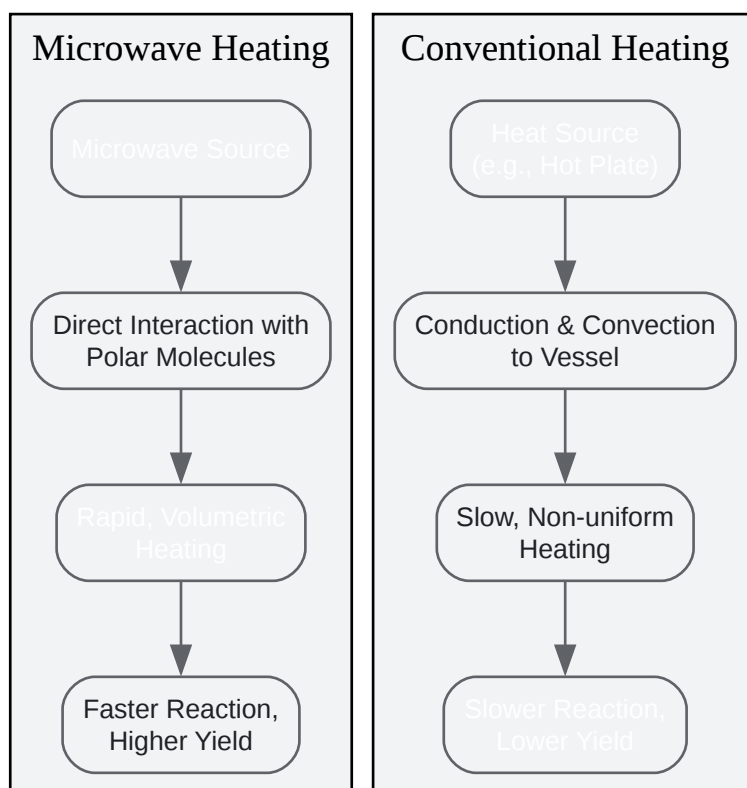 Microwave Heating
Microwave Source
Direct Interaction with
Polar Molecules
Rapid, Volumetric
Heating
Faster Reaction,
Higher Yield
Conventional Heating
Heat Source
(e.g., Hot Plate)
Conduction & Convection
to Vessel
Slow, Non-uniform
Heating
Slower Reaction,
Lower Yield